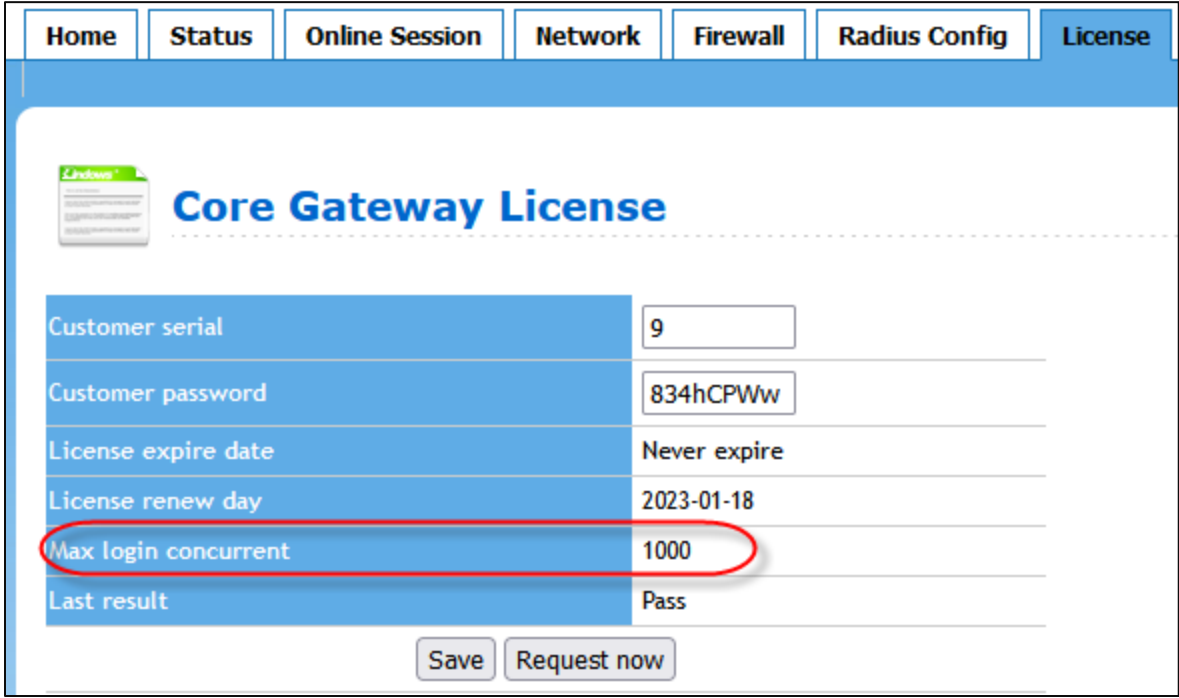 Home Status Online Session Network Firewall Radius Config License
Lindows
Core Gateway License
Customer serial 9
Customer password 834hCPWw
License expire date Never expire
License renew day 2023-01-18
Max login concurrent 1000
Last result Pass
Save Request now